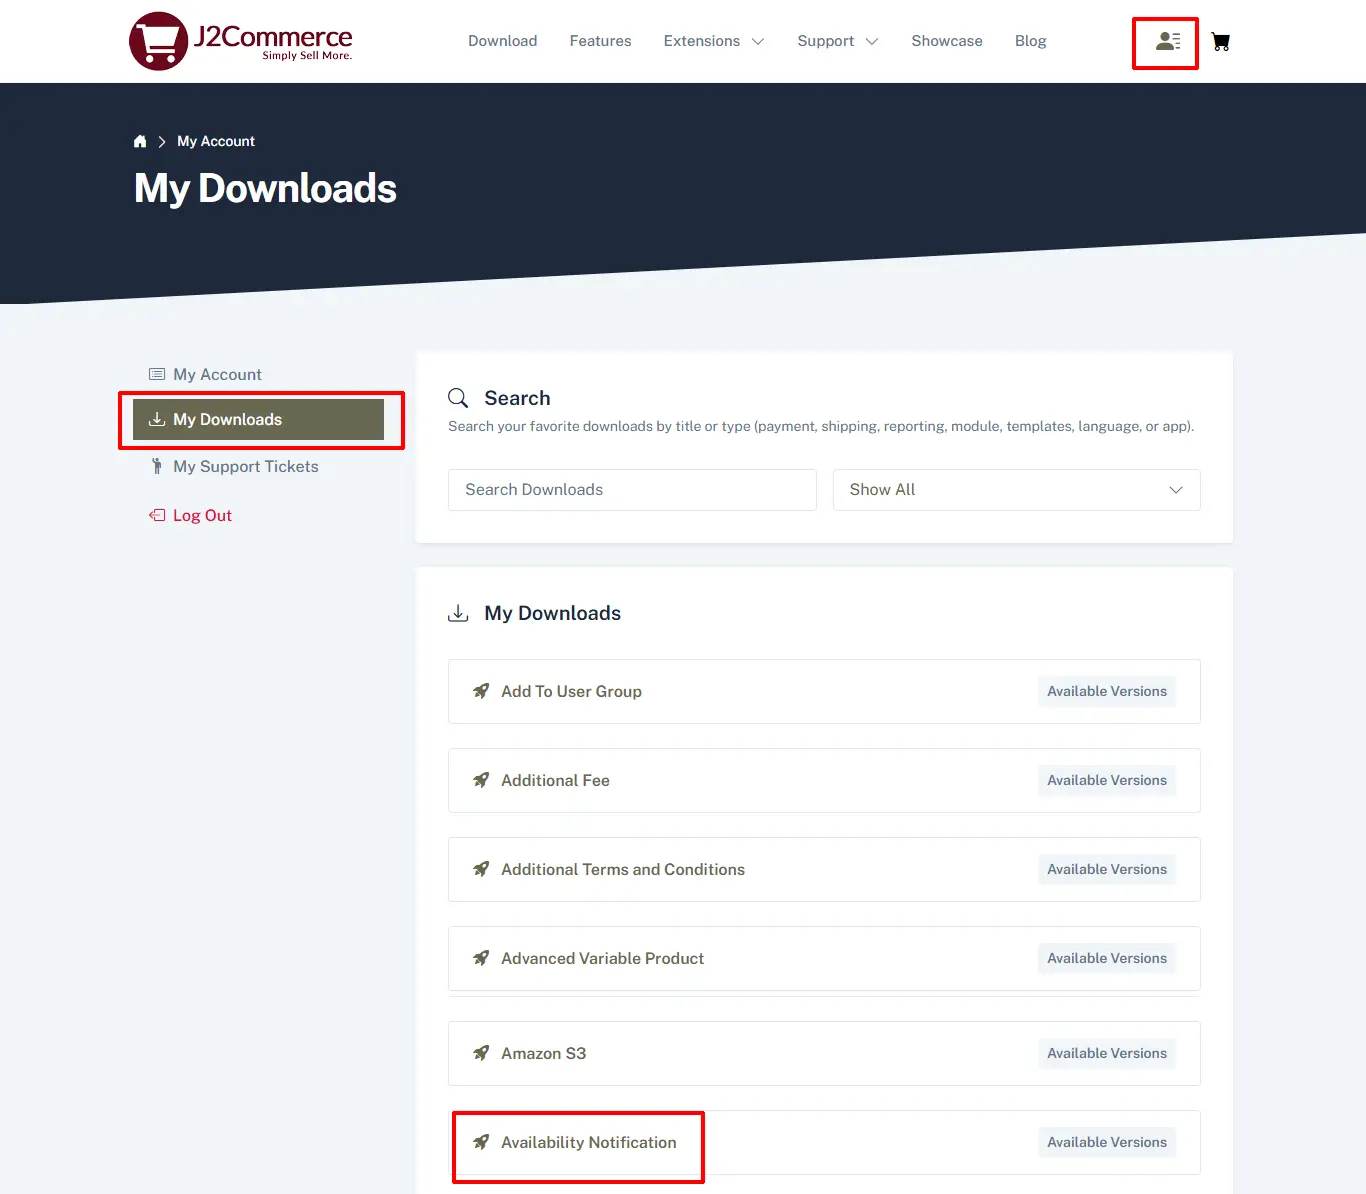 J2Commerce
Simply Sell More.
Download Features Extensions Support Showcase Blog
My Account
My Downloads
My Account
My Downloads
My Support Tickets
Log Out
Search
Search your favorite downloads by title or type (payment, shipping, reporting, module, templates, language, or app).
Search Downloads Show All
My Downloads
Add To User Group Available Versions
Additional Fee Available Versions
Additional Terms and Conditions Available Versions
Advanced Variable Product Available Versions
Amazon S3 Available Versions
Availability Notification Available Versions